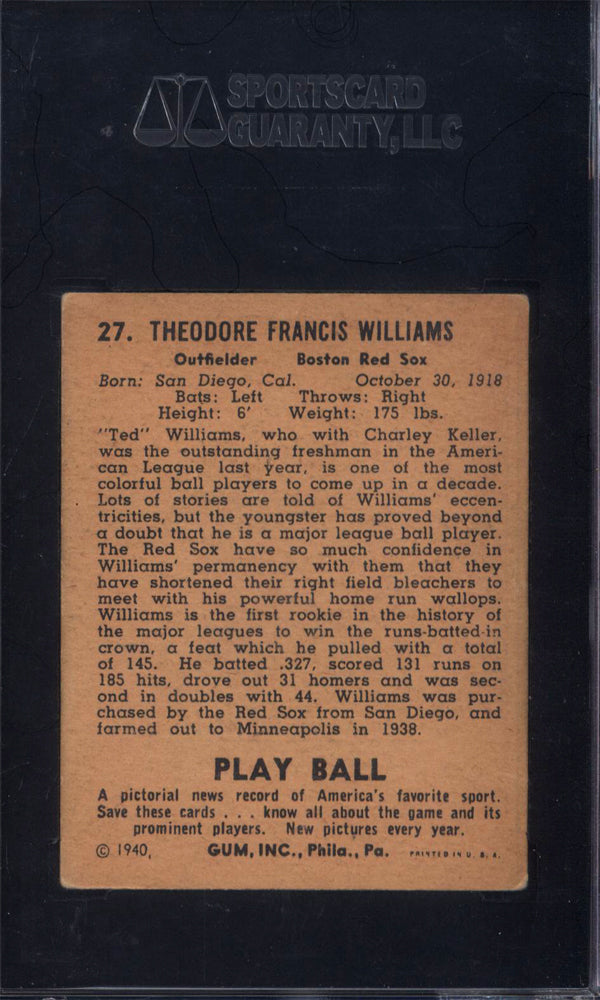 SPORTSCARD
GUARANTY, LLC
27. THEODORE FRANCIS WILLIAMS
Outfielder Boston Red Sox
Born: San Diego, Cal. October 30, 1918
Bats: Left Throws: Right
Height: 6' Weight: 175 lbs.
"Ted" Williams, who with Charley Keller,
was the outstanding freshman in the Ameri-
can League last year, is one of the most
colorful ball players to come up in a decade.
Lots of stories are told of Williams' eccen-
tricities, but the youngster has proved beyond
a doubt that he is a major league ball player.
The Red Sox have so much confidence in
Williams' permanency with them that they
have shortened their right field bleachers to
meet with his powerful home run wallops.
Williams is the first rookie in the history of
the major leagues to win the runs-batted-in
crown, a feat which he pulled with a total
of 145. He batted .327, scored 131 runs on
185 hits, drove out 31 homers and was sec-
ond in doubles with 44. Williams was pur-
chased by the Red Sox from San Diego, and
farmed out to Minneapolis in 1938.
PLAY BALL
A pictorial news record of America's favorite sport.
Save these cards . . . know all about the game and its
prominent players. New pictures every year.
© 1940, GUM, INC., Phila., Pa. PRINTED IN U. S. A.